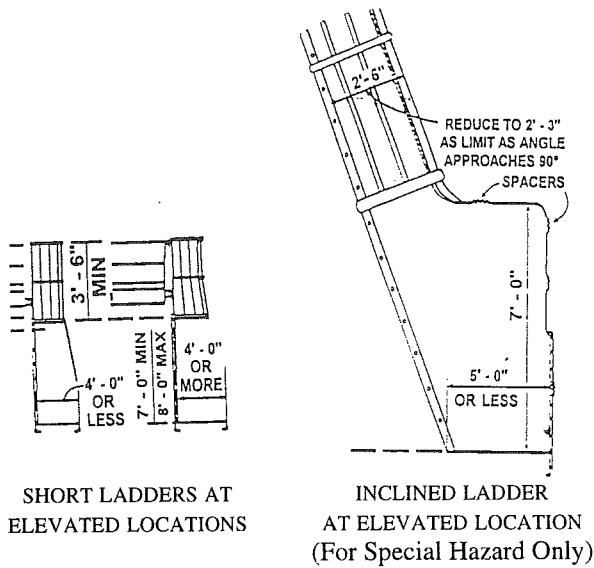 2' - 6"
REDUCE TO 2' - 3"
AS LIMIT AS ANGLE
APPROACHES 90°
SPACERS
7' - 0"
5' - 0"
OR LESS
3' - 6"
MIN
4' - 0"
OR
LESS
7' - 0" MIN
8' - 0" MAX
4' - 0"
OR
MORE
SHORT LADDERS AT
ELEVATED LOCATIONS
INCLINED LADDER
AT ELEVATED LOCATION
(For Special Hazard Only)